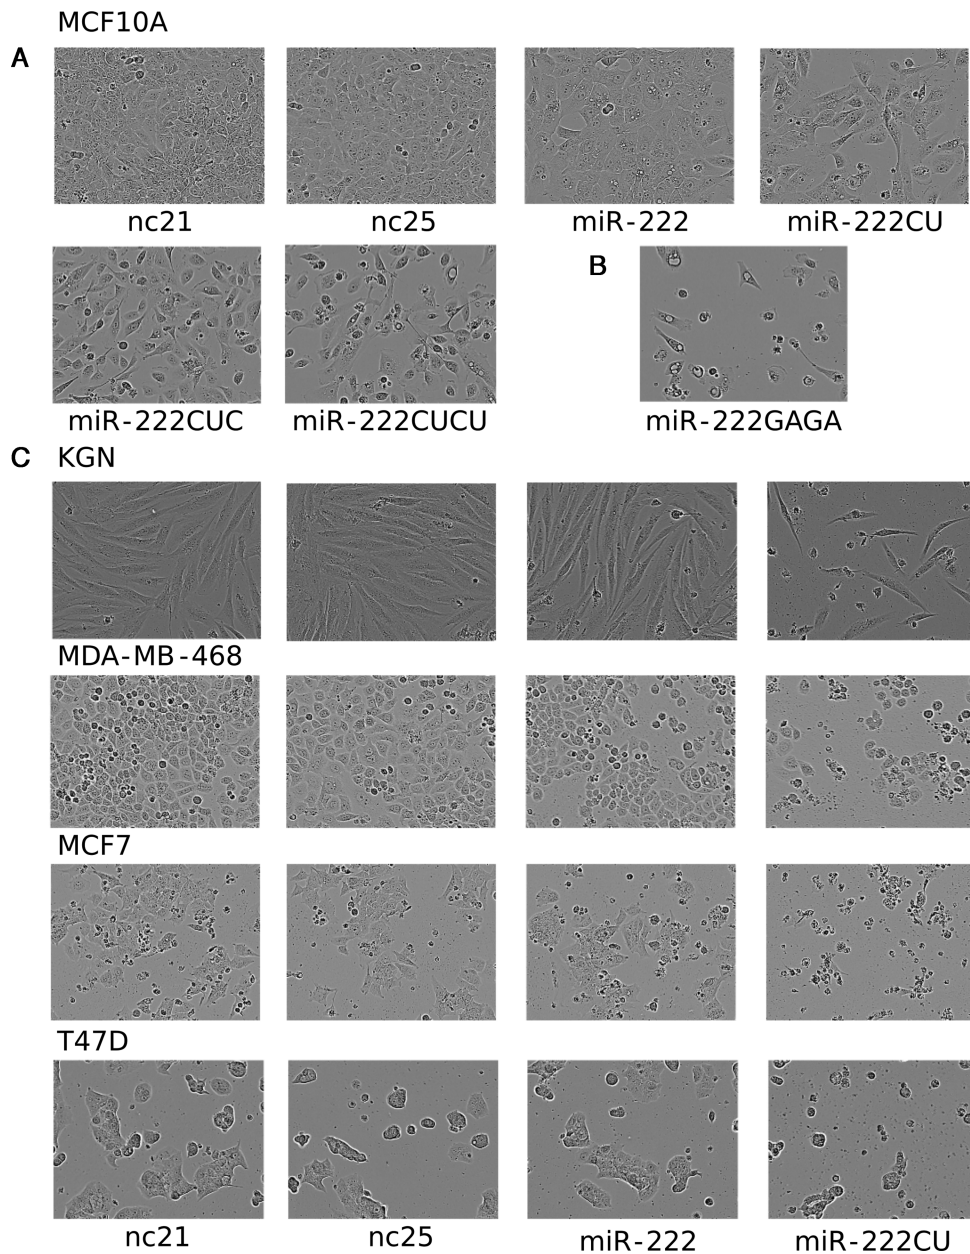 MCF10A
A
nc21 nc25 miR-222 miR-222CU
B
miR-222CUC miR-222CUCU miR-222GAGA
C KGN
MDA-MB-468
MCF7
T47D
nc21 nc25 miR-222 miR-222CU